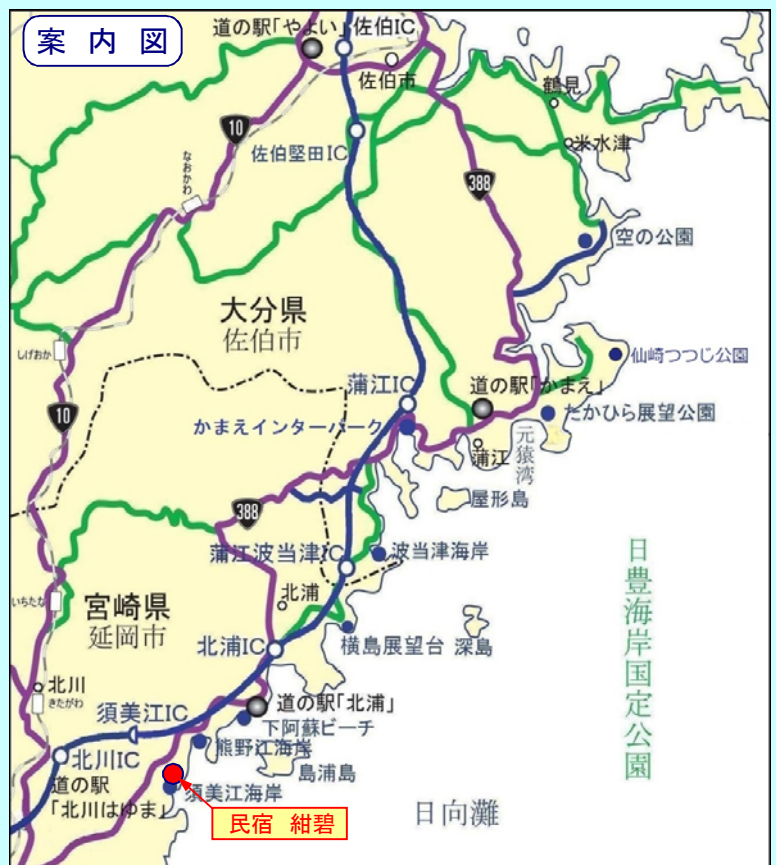 案内図
道の駅「やよい」
佐伯IC
佐伯市
鶴見
10
佐伯堅田IC
米水津
なおかわ
388
空の公園
大分県
佐伯市
しげおか
仙崎つつじ公園
蒲江IC
道の駅「かまえ」
10
かまえインターパーク
たかひら展望公園
蒲江
元猿湾
屋形島
388
蒲江波当津IC
波当津海岸
日豊海岸国定公園
いちたな
宮崎県
延岡市
北浦
北浦IC
横島展望台
深島
北川
きたがわ
道の駅「北浦」
須美江IC
下阿蘇ビーチ
熊野江海岸
北川IC
島浦島
道の駅
「北川はゆま」
須美江海岸
日向灘
民宿 紺碧